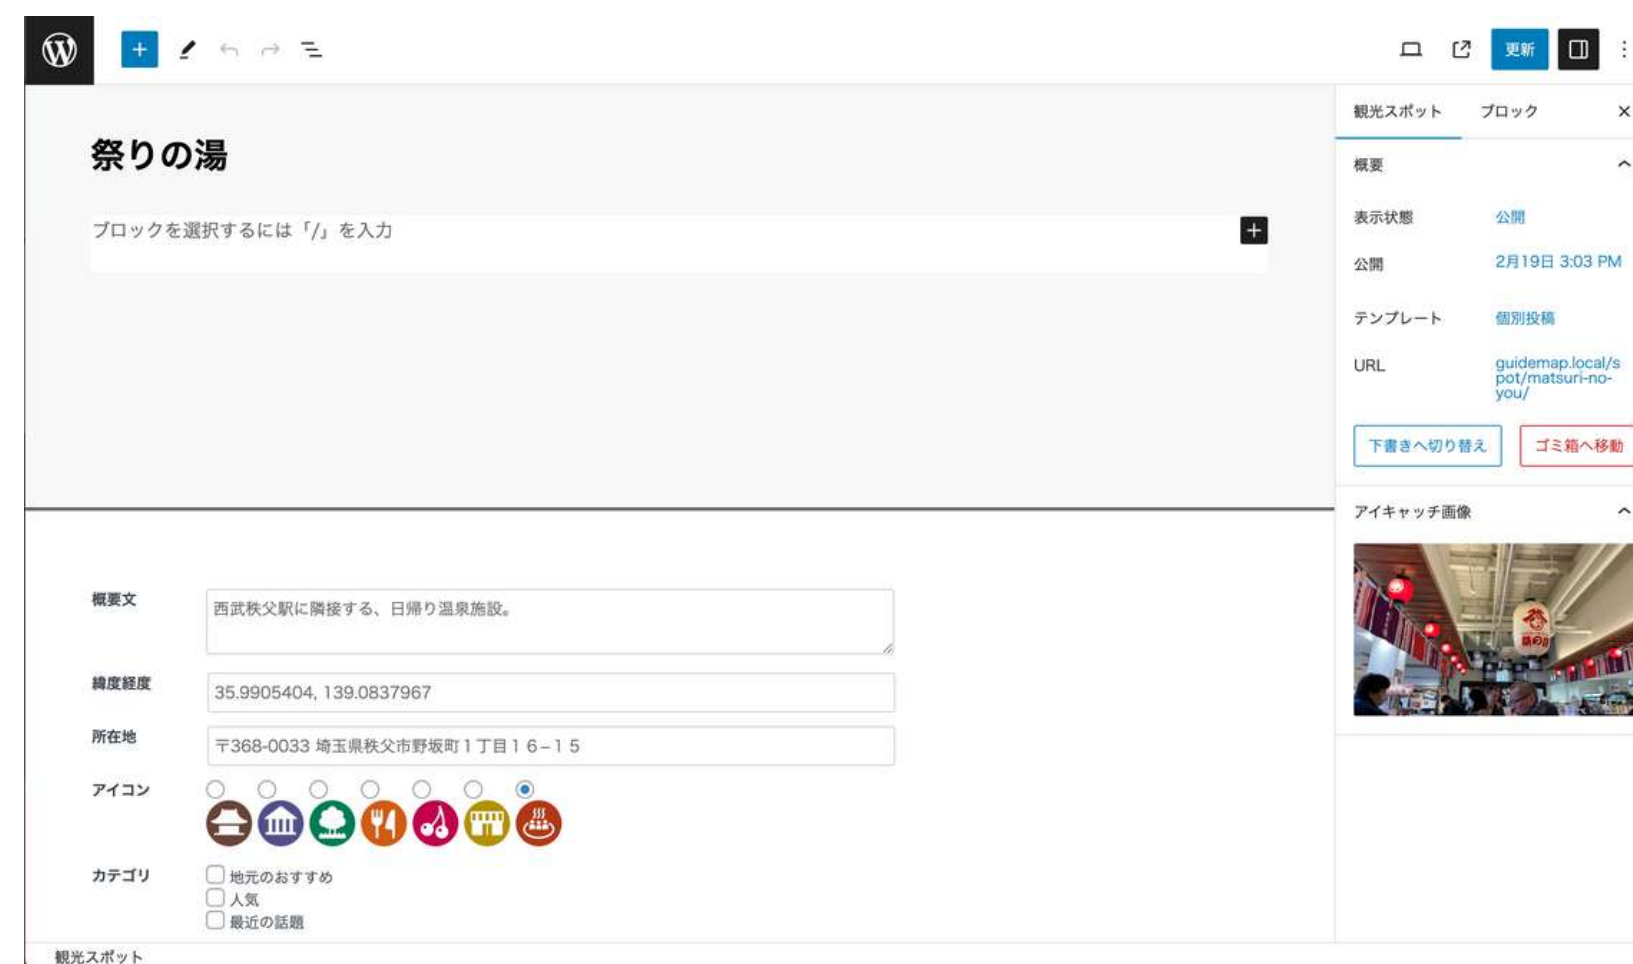 更新
観光スポット ブロック
祭りの湯
概要
ブロックを選択するには「/」を入力
表示状態 公開
公開 2月19日 3:03 PM
テンプレート 個別投稿
URL guidemap.local/s
pot/matsuri-no-
you/
下書きへ切り替え ゴミ箱へ移動
アイキャッチ画像
概要文 西武秩父駅に隣接する、日帰り温泉施設。
緯度経度 35.9905404, 139.0837967
所在地 〒368-0033 埼玉県秩父市野坂町1丁目16−15
アイコン
カテゴリ 地元のおすすめ
人気
最近の話題
観光スポット